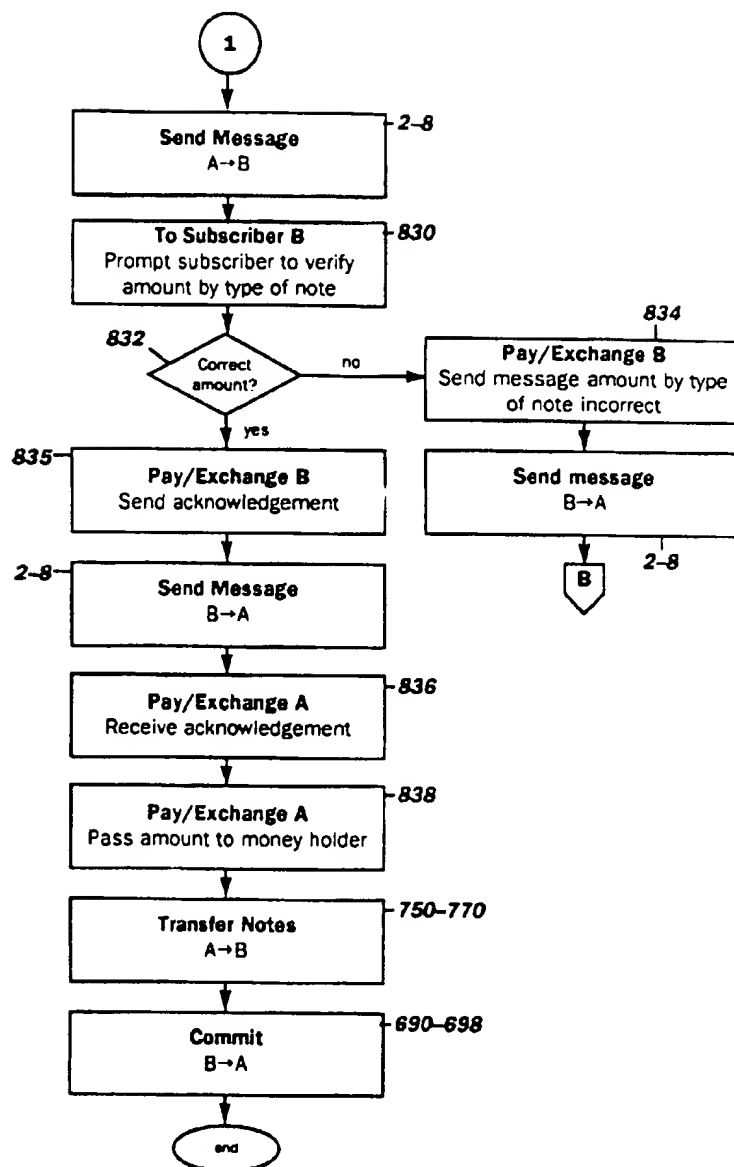 1
2-8
Send Message
A→B
To Subscriber B
830
Prompt subscriber to verify
amount by type of note
832
Correct
amount?
no
yes
834
Pay/Exchange B
Send message amount by type
of note incorrect
Send message
B→A
2-8
B
835
Pay/Exchange B
Send acknowledgement
2-8
Send Message
B→A
836
Pay/Exchange A
Receive acknowledgement
838
Pay/Exchange A
Pass amount to money holder
750-770
Transfer Notes
A→B
690-698
Commit
B→A
end